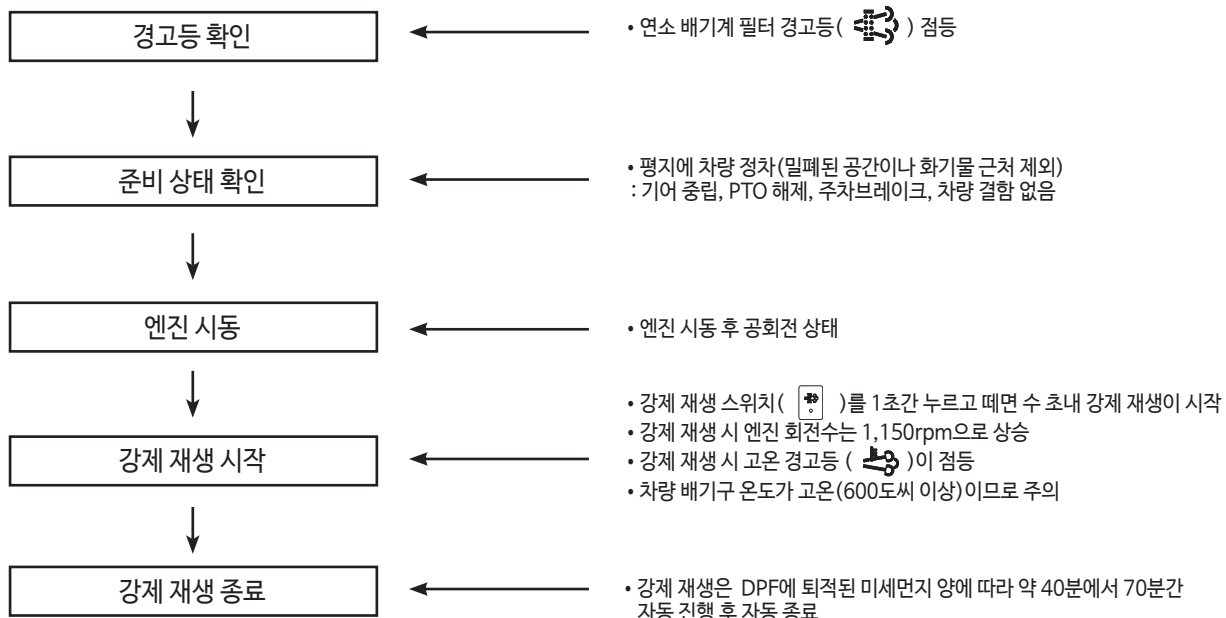 경고등 확인
• 연소 배기계 필터 경고등( ) 점등
준비 상태 확인
• 평지에 차량 정차(밀폐된 공간이나 화기물 근처 제외)
: 기어 중립, PTO 해제, 주차브레이크, 차량 결함 없음
엔진 시동
• 엔진 시동 후 공회전 상태
강제 재생 시작
• 강제 재생 스위치( )를 1초간 누르고 떼면 수 초내 강제 재생이 시작
• 강제 재생 시 엔진 회전수는 1,150rpm으로 상승
• 강제 재생 시 고온 경고등 ( )이 점등
• 차량 배기구 온도가 고온(600도씨 이상)이므로 주의
강제 재생 종료
• 강제 재생은 DPF에 퇴적된 미세먼지 양에 따라 약 40분에서 70분간
자동 진행 후 자동 종료